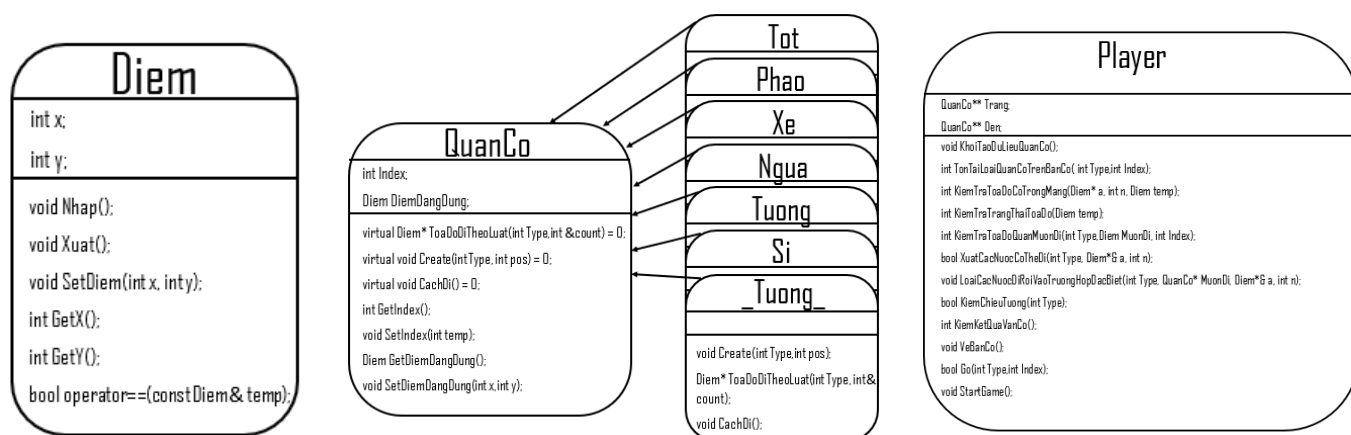 Diem
int x;
int y;
void Nhap();
void Xuat();
void SetDiem(int x, int y);
int GetX();
int GetY();
bool operator==(const Diem& temp);
QuanCo
int Index;
Diem DiemDangDung;
virtual Diem* ToaDoDiTheoLuat(int Type,int &count) = 0;
virtual void Create(int Type, int pos) = 0;
virtual void CachDi() = 0;
int GetIndex();
void SetIndex(int temp);
Diem GetDiemDangDung();
void SetDiemDangDung(int x,int y);
Tot
Phao
Xe
Ngua
Tuong
Si
_Tuong_
void Create(int Type,int pos);
Diem* ToaDoDiTheoLuat(int Type, int&
count);
void CachDi();
Player
QuanCo** Trang;
QuanCo** Den;
void KhoiTaoDuLieuQuanCo();
int TonTaiLoaiQuanCoTrenBanCo( int Type,int Index);
int KiemTraToaDoCoTrongMang(Diem* a, int n, Diem temp);
int KiemTraTrangThaiToaDo(Diem temp);
int KiemTraToaDoQuanMuonDi(int Type,Diem MuonDi, int Index);
bool XuatCacNuocCoTheDi(int Type, Diem*& a, int n);
void LoaiCacNuocDiRoiVaoTruongHopDacBiet(int Type, QuanCo* MuonDi, Diem*& a, int n);
bool KiemChieuTuong(int Type);
int KiemKetQuaVanCo();
void VeBanCo();
bool Go(int Type,int Index);
void StartGame();